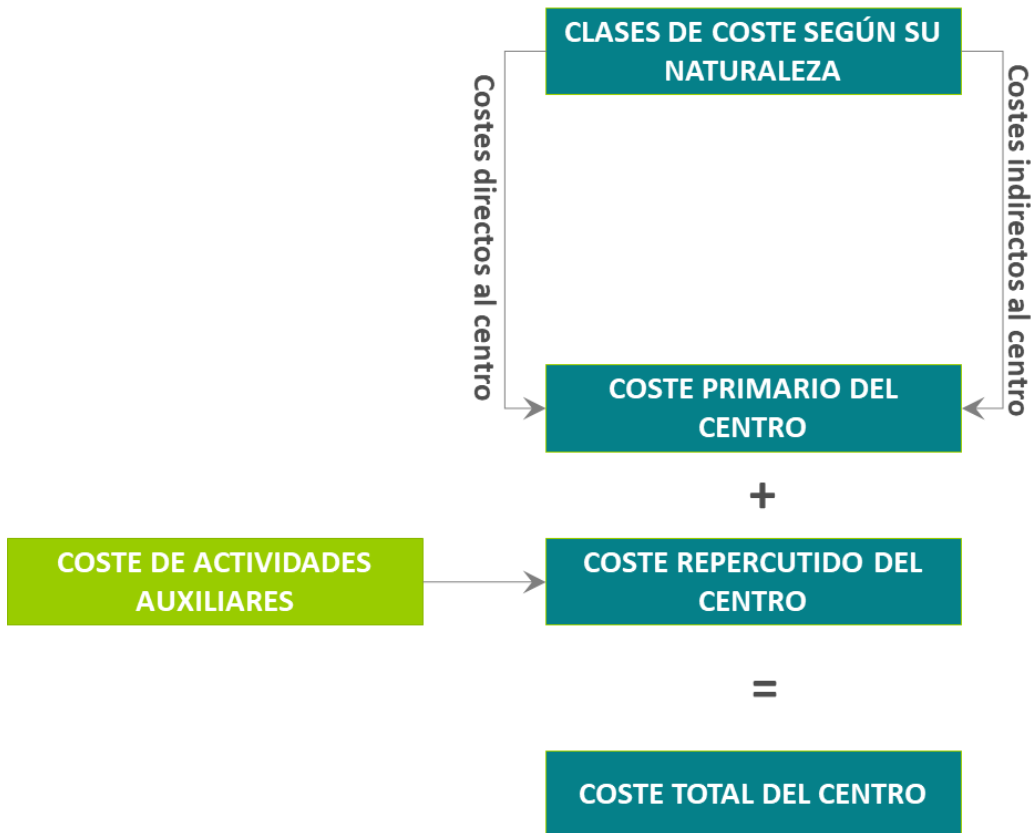 CLASES DE COSTE SEGÚN SU
NATURALEZA
Costes directos al centro
Costes indirectos al centro
COSTE PRIMARIO DEL
CENTRO
+
COSTE DE ACTIVIDADES
AUXILIARES
COSTE REPERCUTIDO DEL
CENTRO
=
COSTE TOTAL DEL CENTRO